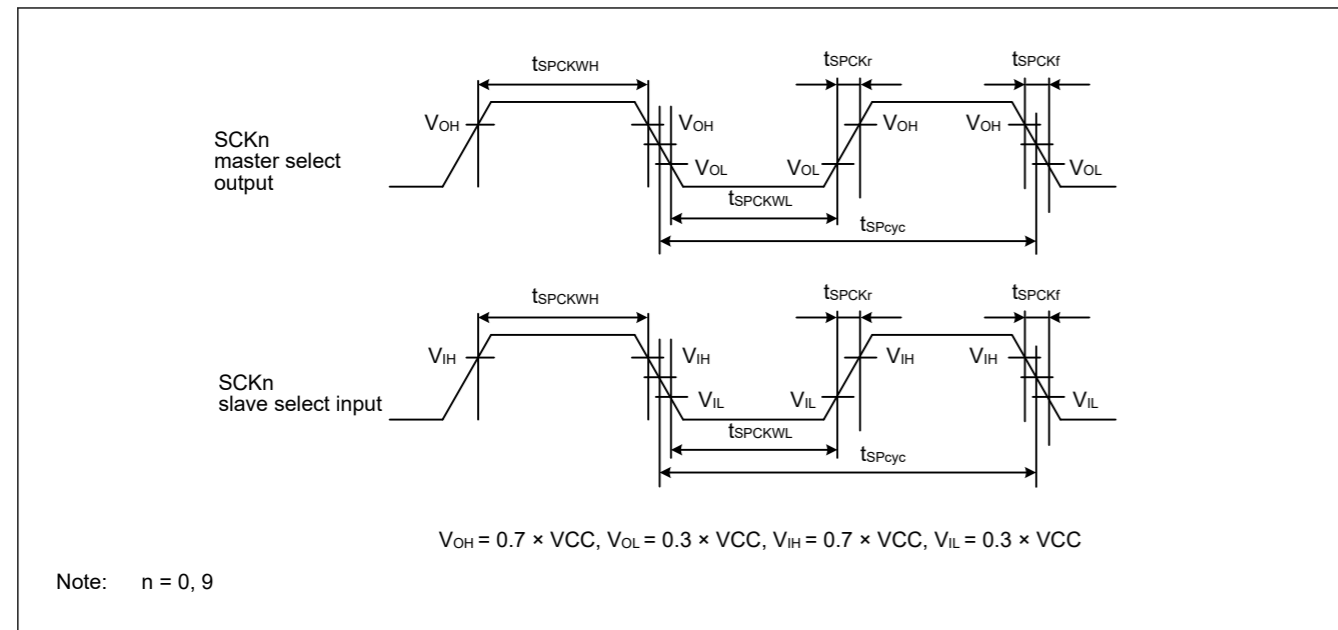 tSPCKWH
tSPCKr
tSPCKf
SCKn
master select
output
VOH
VOH
VOL
VOL
VOH
VOH
VOL
tSPCKWL
tSPcyc
tSPCKWH
tSPCKr
tSPCKf
SCKn
slave select input
VIH
VIH
VIL
VIL
VIH
VIH
VIL
tSPCKWL
tSPcyc
VOH = 0.7 × VCC, VOL = 0.3 × VCC, VIH = 0.7 × VCC, VIL = 0.3 × VCC
Note: n = 0, 9